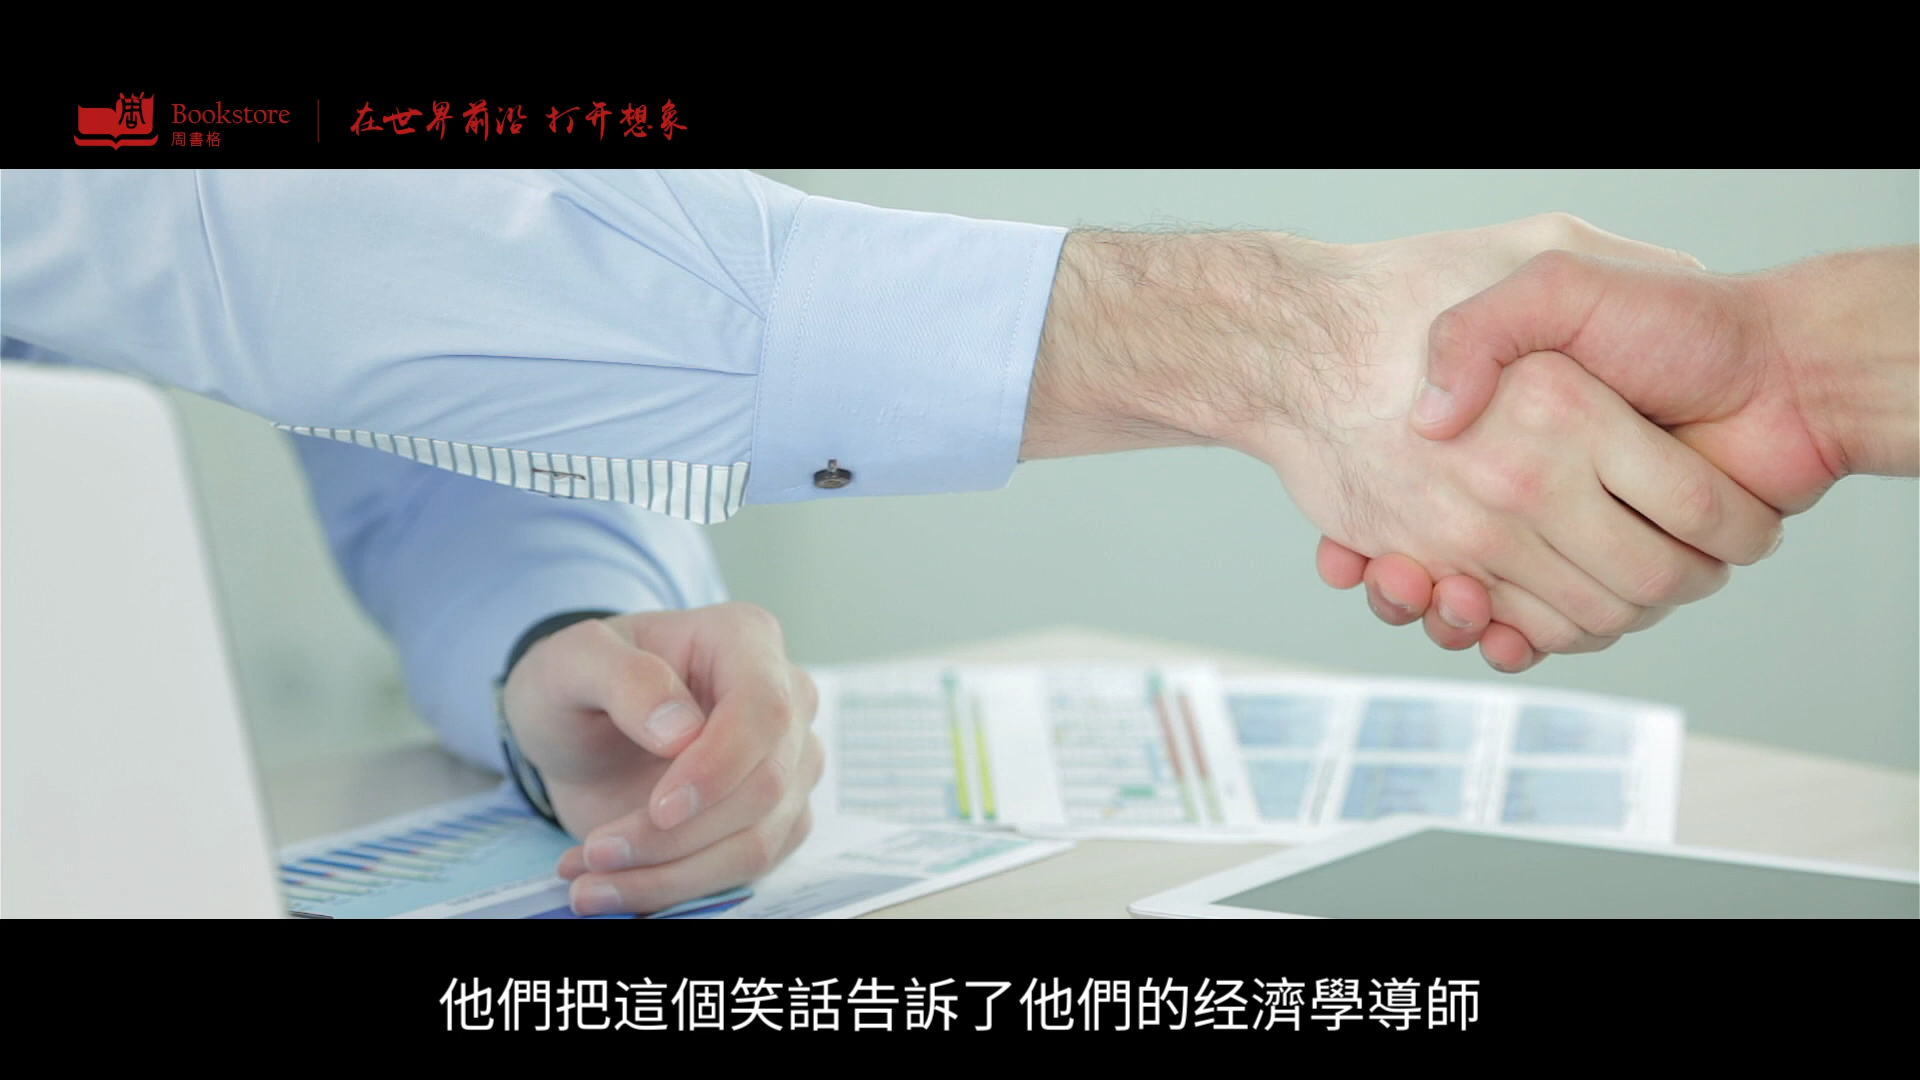 周
Bookstore
周書格
在世界前沿 打开想象
他們把這個笑話告訴了他們的经濟學導師